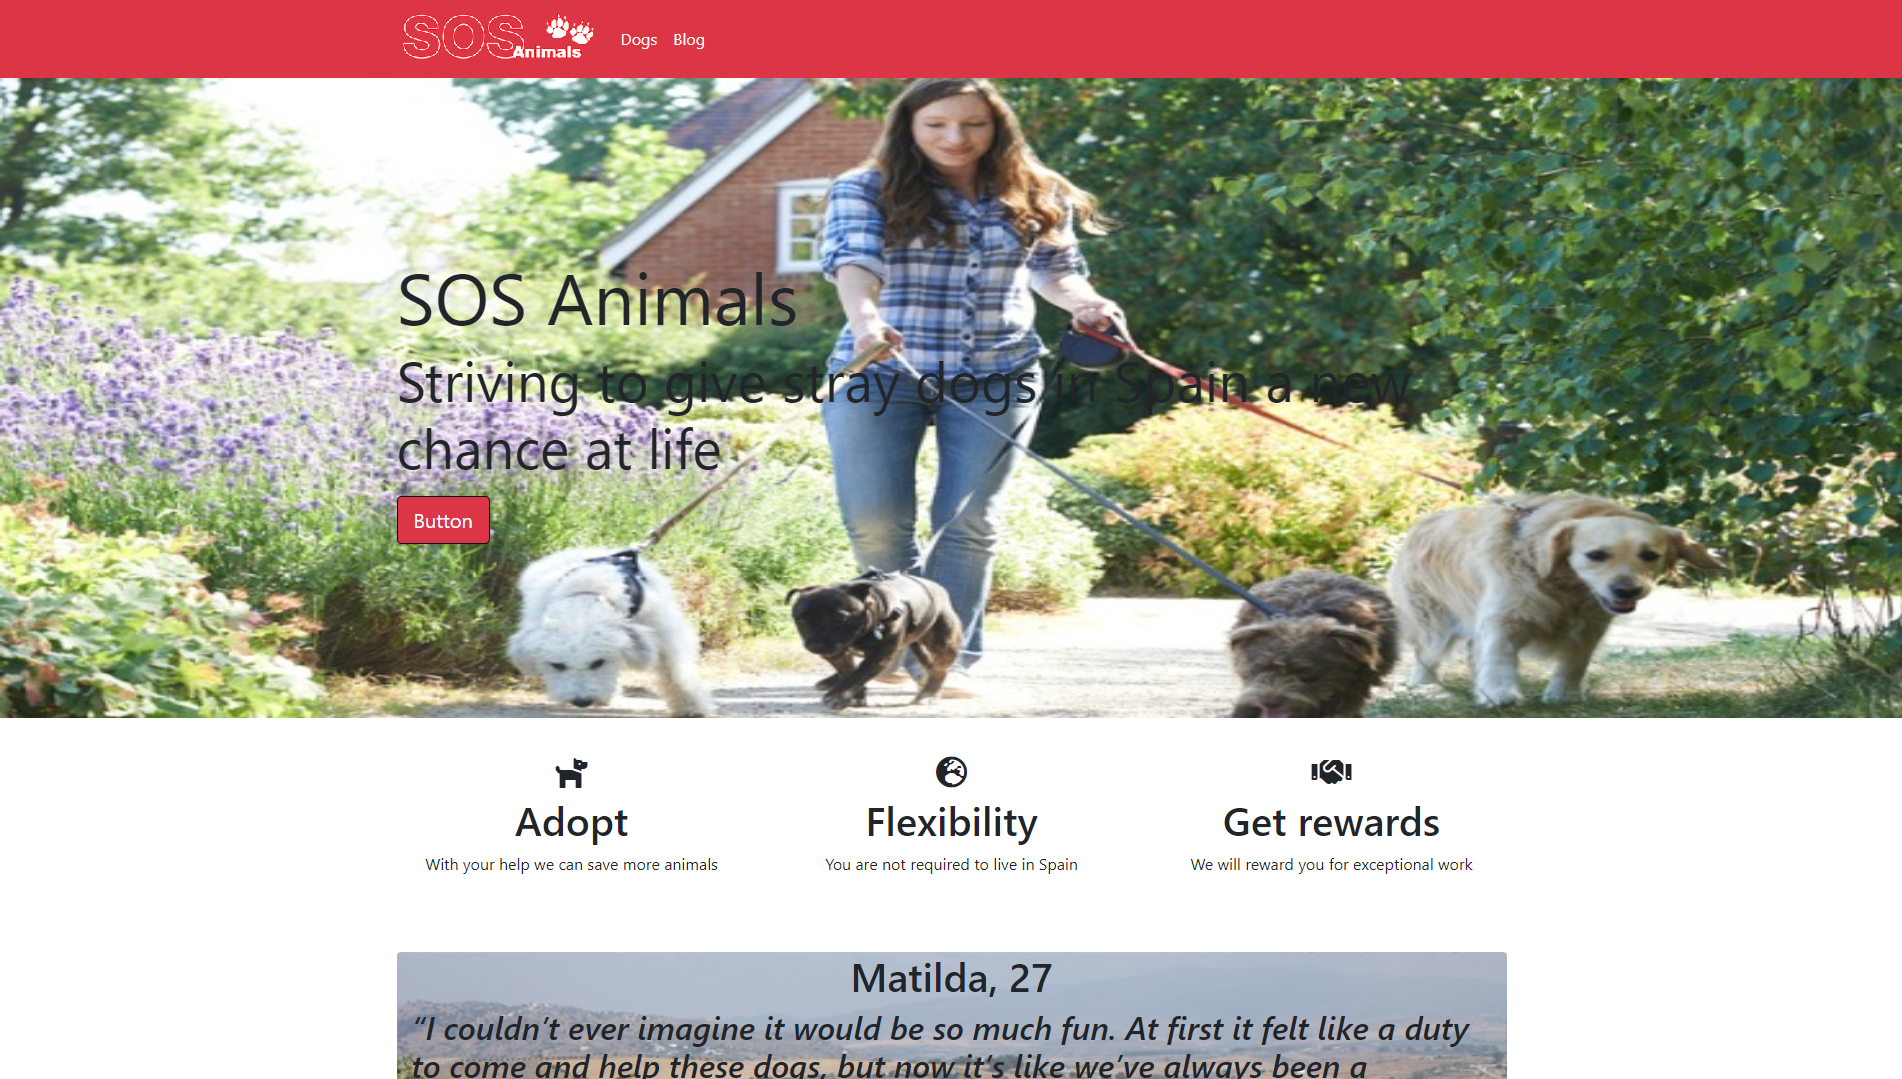 SOS Animals
Dogs Blog
SOS Animals
Striving to give stray dogs in Spain a new
chance at life
Button
Adopt
With your help we can save more animals
Flexibility
You are not required to live in Spain
Get rewards
We will reward you for exceptional work
Matilda, 27
“I couldn’t ever imagine it would be so much fun. At first it felt like a duty
to come and help these dogs, but now it’s like we’ve always been a